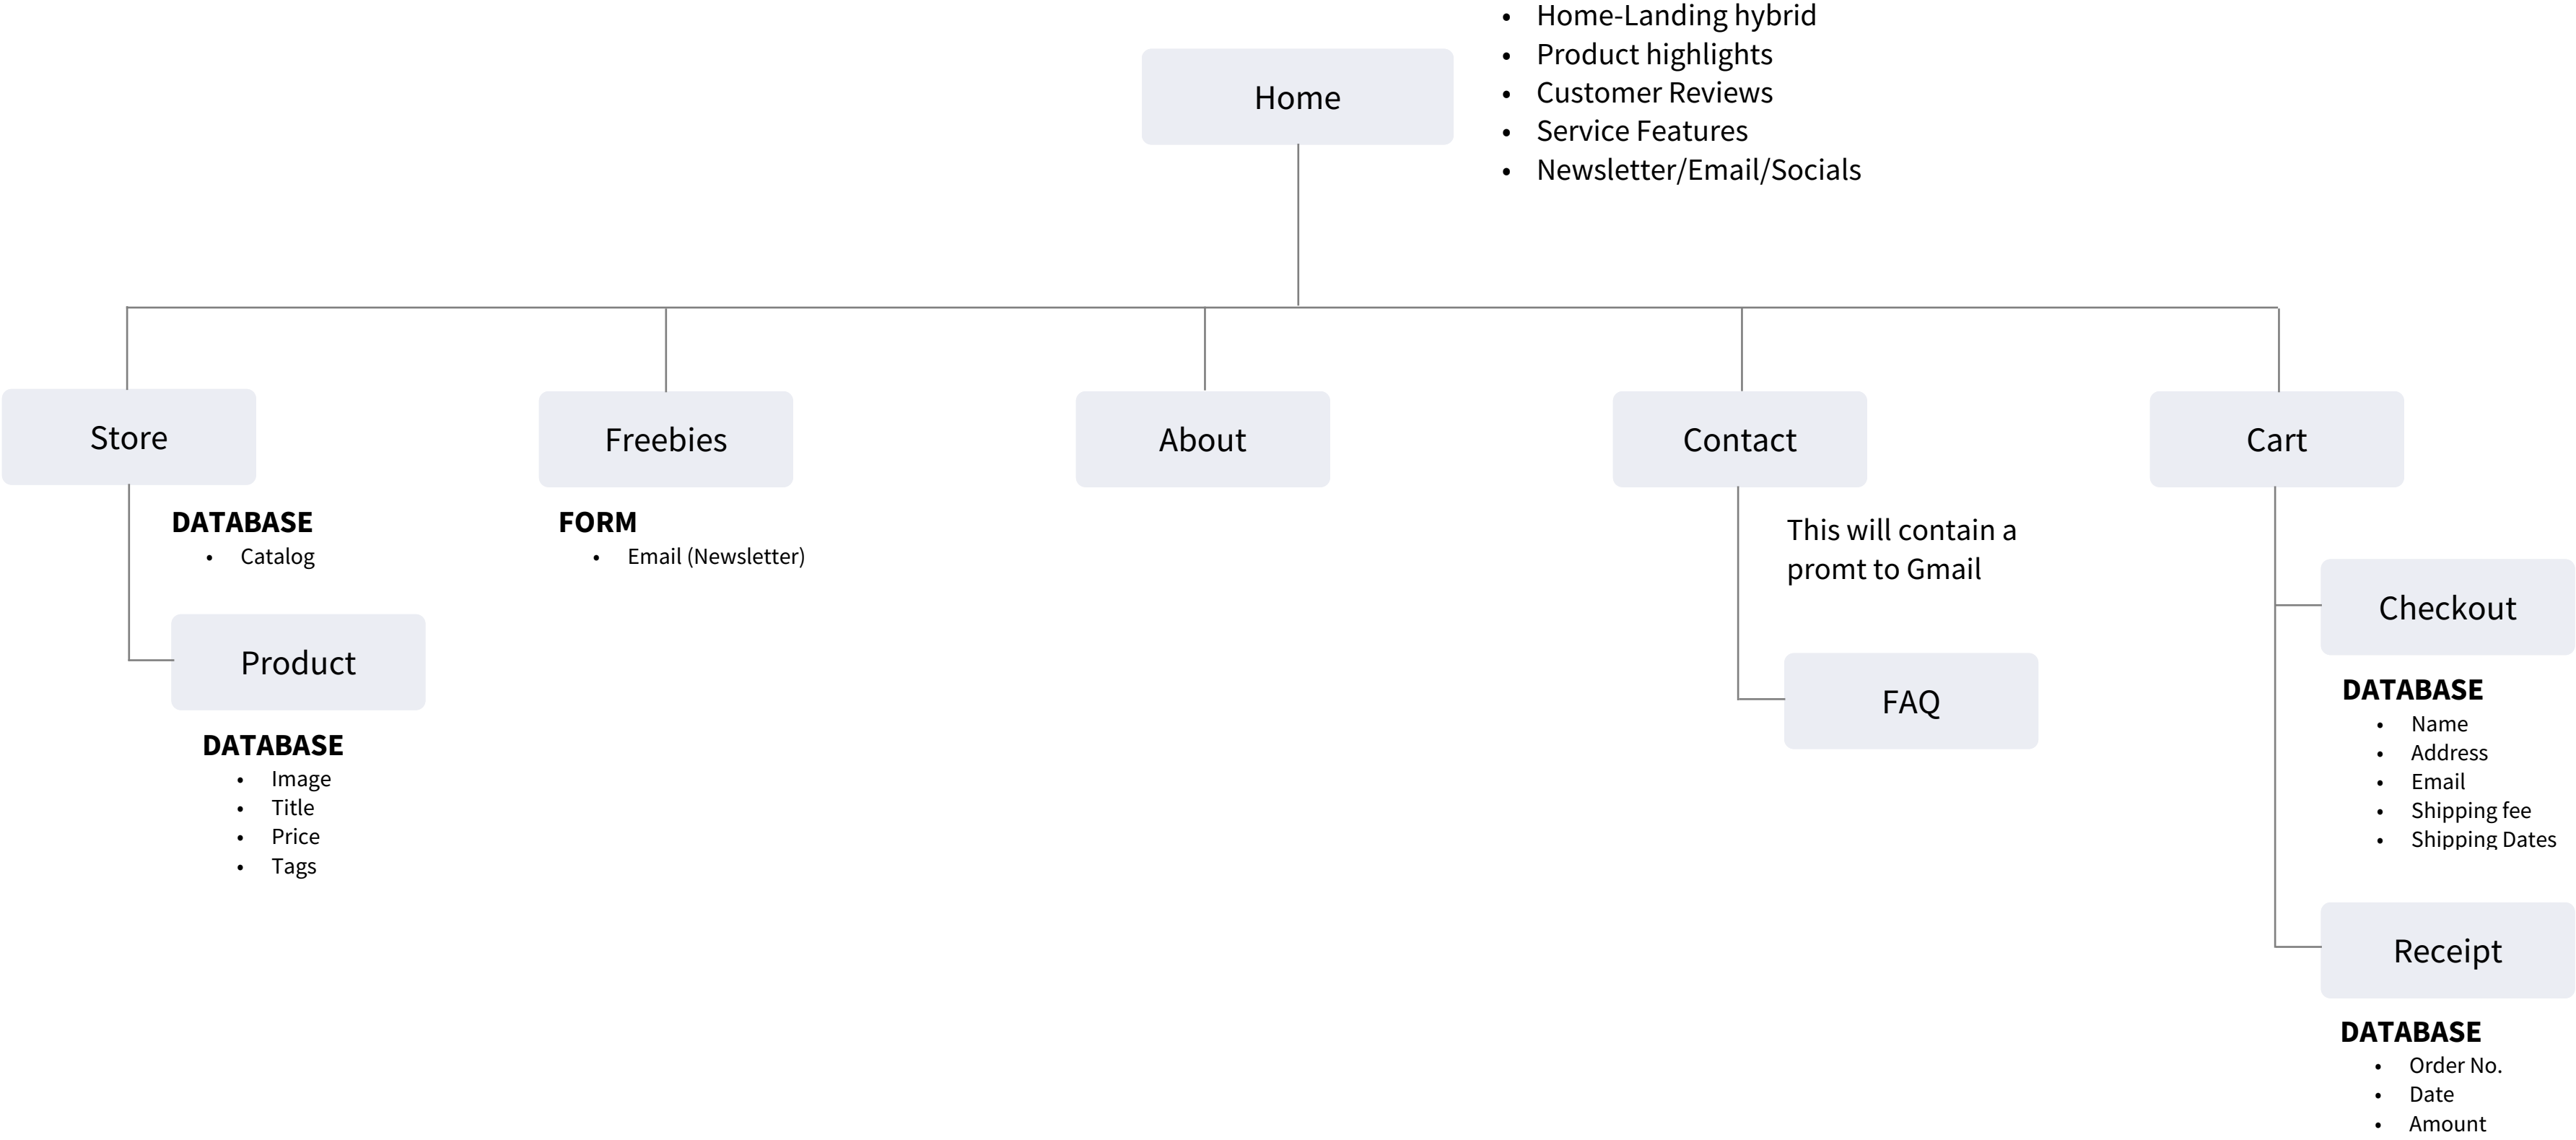 • Home-Landing hybrid
• Product highlights
• Customer Reviews
• Service Features
• Newsletter/Email/Socials
Home
Store
DATABASE
• Catalog
Product
DATABASE
• Image
• Title
• Price
• Tags
Freebies
FORM
• Email (Newsletter)
About
Contact
This will contain a
promt to Gmail
FAQ
Cart
Checkout
DATABASE
• Name
• Address
• Email
• Shipping fee
• Shipping Dates
Receipt
DATABASE
• Order No.
• Date
• Amount